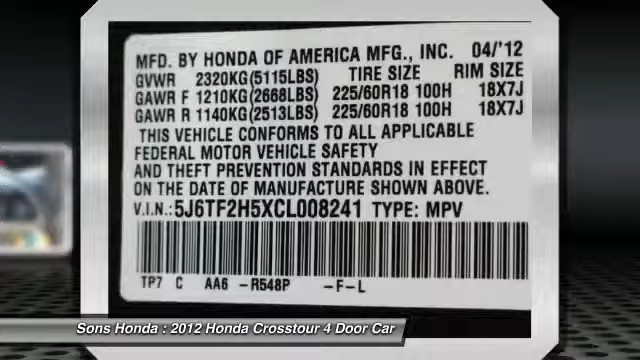 MFD. BY HONDA OF AMERICA MFG., INC. 04/'12
GVWR 2320KG(5115LBS) TIRE SIZE RIM SIZE
GAWR F 1210KG(2668LBS) 225/60R18 100H 18X7J
GAWR R 1140KG(2513LBS) 225/60R18 100H 18X7J
THIS VEHICLE CONFORMS TO ALL APPLICABLE
FEDERAL MOTOR VEHICLE SAFETY
AND THEFT PREVENTION STANDARDS IN EFFECT
ON THE DATE OF MANUFACTURE SHOWN ABOVE.
V.I.N.:5J6TF2H5XCL008241 TYPE: MPV
TP7 C AA6 -R548P -F-L
Sons Honda : 2012 Honda Crosstour 4 Door Car